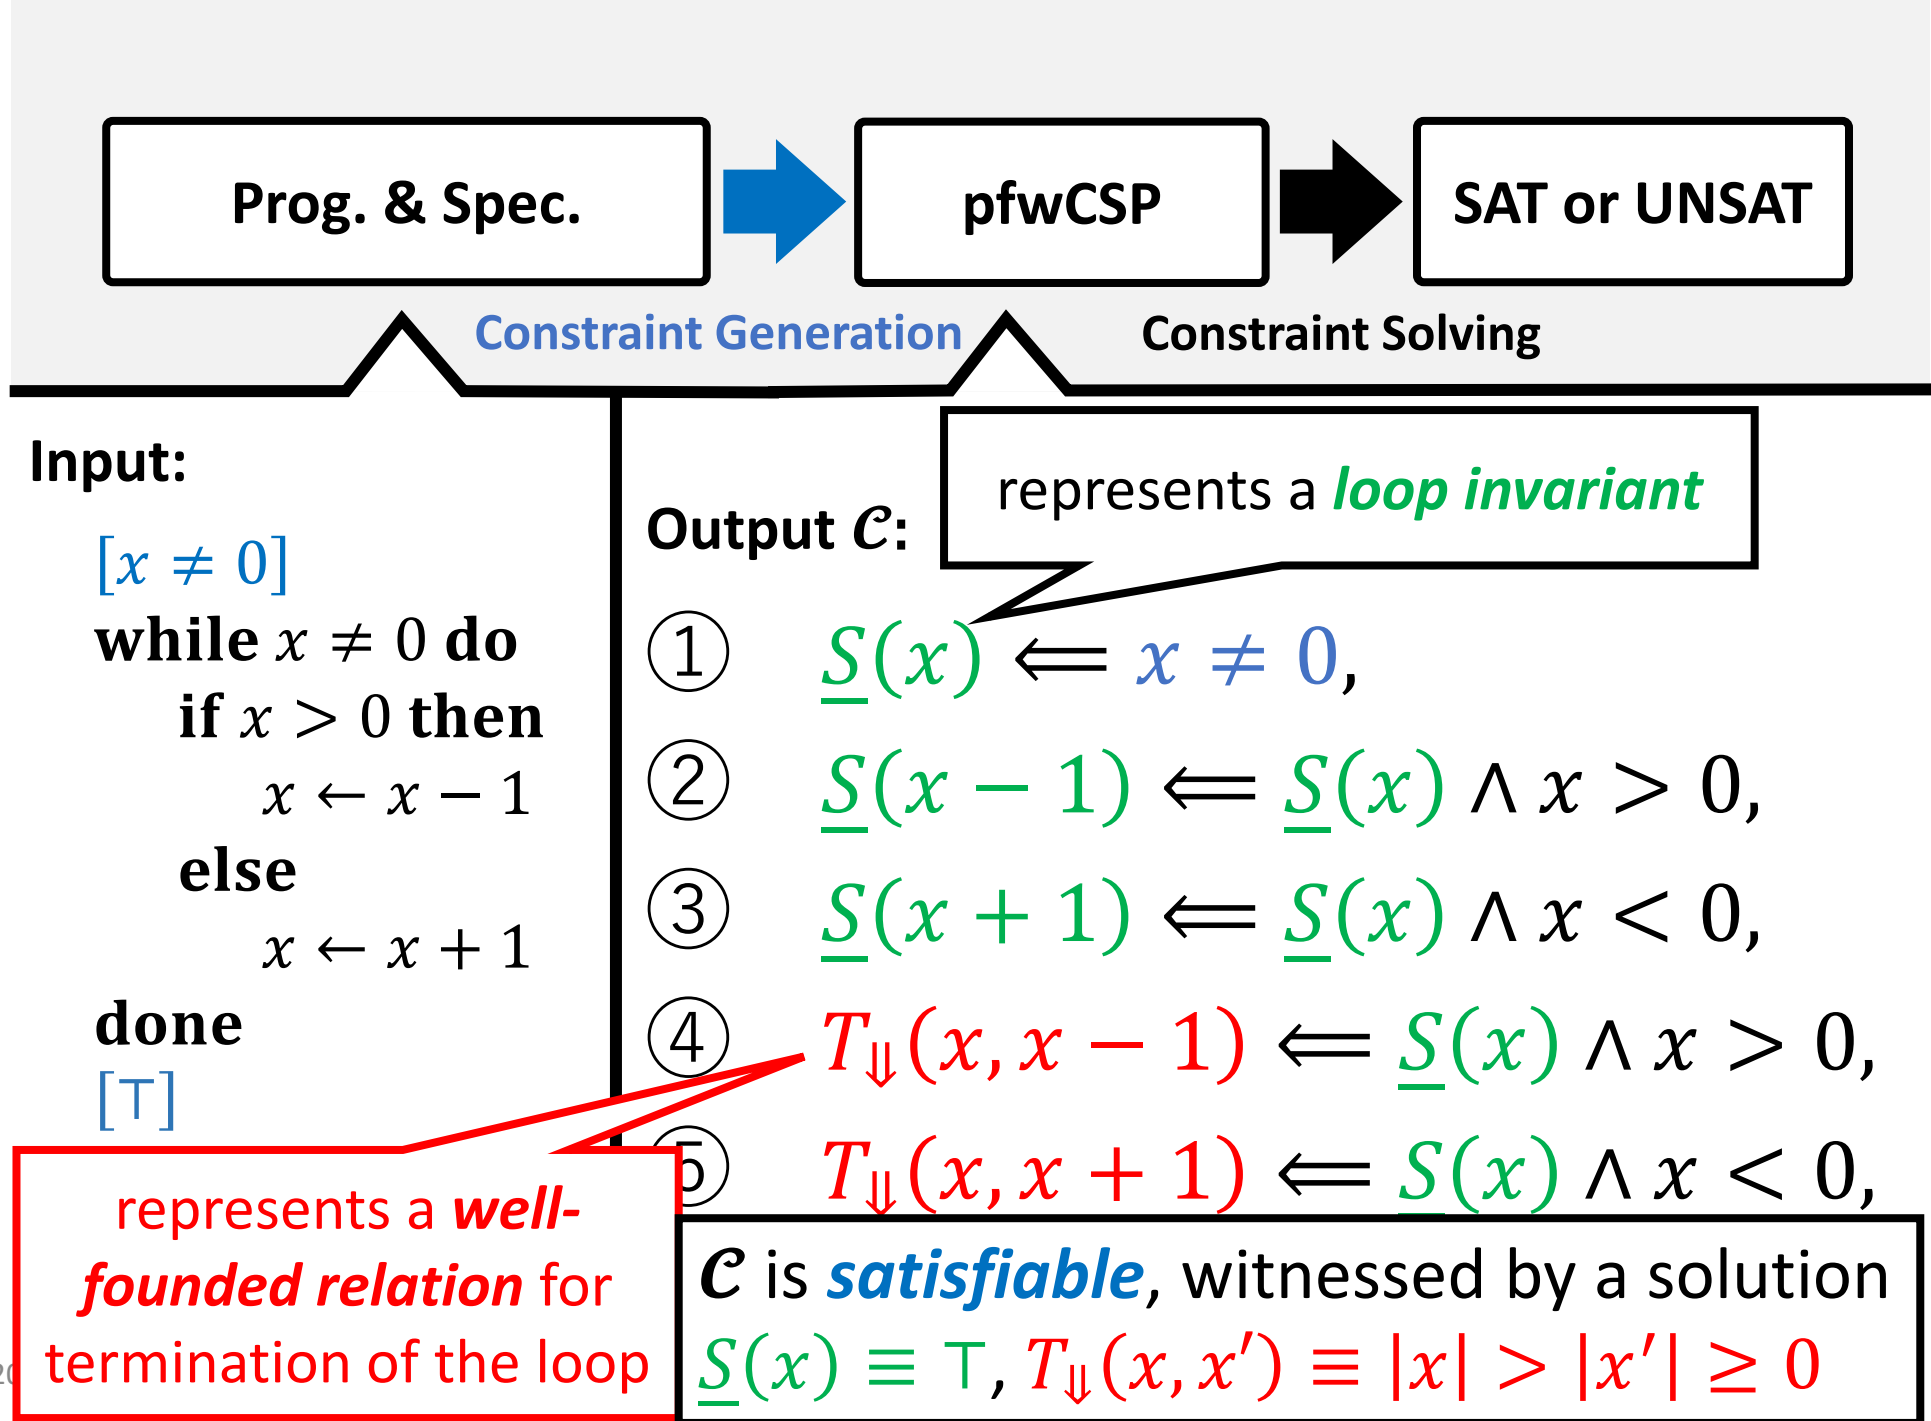 Prog. & Spec.
pfwCSP
SAT or UNSAT
Constraint Generation
Constraint Solving
Input:
[x ≠ 0]
while x ≠ 0 do
if x > 0 then
x ← x − 1
else
x ← x + 1
done
[⊤]
represents a well-
founded relation for
termination of the loop
represents a loop invariant
Output 𝒞:
① S(x) ⟸ x ≠ 0,
② S(x − 1) ⟸ S(x) ∧ x > 0,
③ S(x + 1) ⟸ S(x) ∧ x < 0,
④ T⇓(x, x − 1) ⟸ S(x) ∧ x > 0,
⑤ T⇓(x, x + 1) ⟸ S(x) ∧ x < 0,
𝒞 is satisfiable, witnessed by a solution
S(x) ≡ ⊤, T⇓(x, x′) ≡ |x| > |x′| ≥ 0